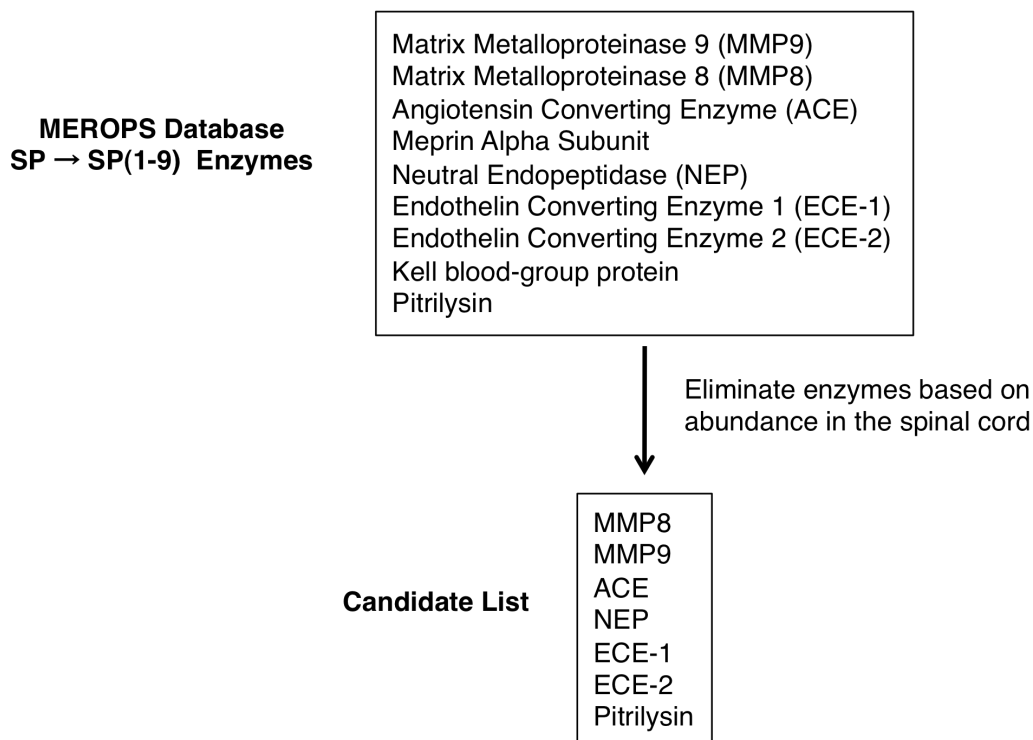 Matrix Metalloproteinase 9 (MMP9)
Matrix Metalloproteinase 8 (MMP8)
Angiotensin Converting Enzyme (ACE)
Meprin Alpha Subunit
Neutral Endopeptidase (NEP)
Endothelin Converting Enzyme 1 (ECE-1)
Endothelin Converting Enzyme 2 (ECE-2)
Kell blood-group protein
Pitrilysin
MEROPS Database
SP → SP(1-9) Enzymes
Eliminate enzymes based on
abundance in the spinal cord
Candidate List
MMP8
MMP9
ACE
NEP
ECE-1
ECE-2
Pitrilysin